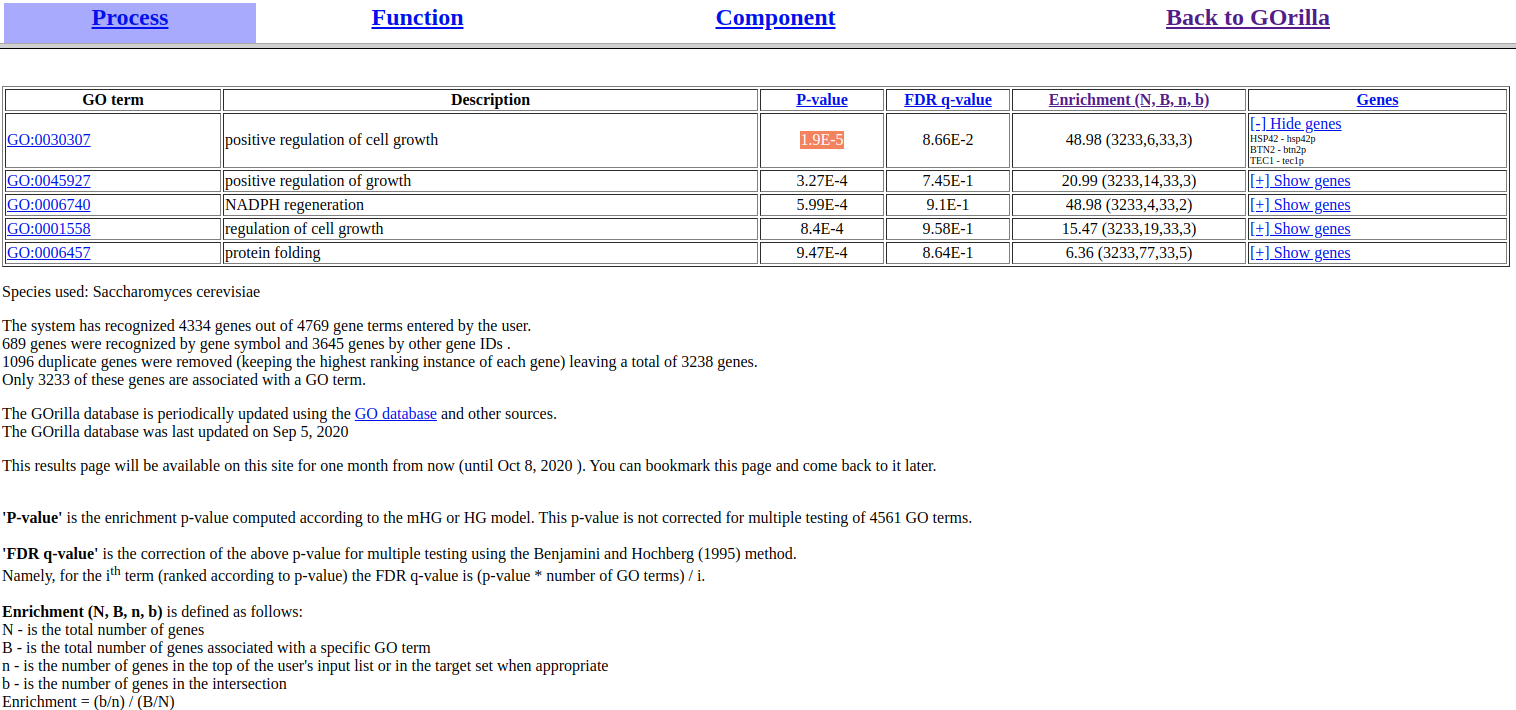 Process Function Component Back to GOrilla
GO term Description P-value FDR q-value Enrichment (N, B, n, b) Genes
GO:0030307 positive regulation of cell growth 1.9E-5 8.66E-2 48.98 (3233,6,33,3) [-] Hide genes
HSP42 - hsp42p
BTN2 - btn2p
TEC1 - tec1p
GO:0045927 positive regulation of growth 3.27E-4 7.45E-1 20.99 (3233,14,33,3) [+] Show genes
GO:0006740 NADPH regeneration 5.99E-4 9.1E-1 48.98 (3233,4,33,2) [+] Show genes
GO:0001558 regulation of cell growth 8.4E-4 9.58E-1 15.47 (3233,19,33,3) [+] Show genes
GO:0006457 protein folding 9.47E-4 8.64E-1 6.36 (3233,77,33,5) [+] Show genes
Species used: Saccharomyces cerevisiae
The system has recognized 4334 genes out of 4769 gene terms entered by the user.
689 genes were recognized by gene symbol and 3645 genes by other gene IDs .
1096 duplicate genes were removed (keeping the highest ranking instance of each gene) leaving a total of 3238 genes.
Only 3233 of these genes are associated with a GO term.
The GOrilla database is periodically updated using the GO database and other sources.
The GOrilla database was last updated on Sep 5, 2020
This results page will be available on this site for one month from now (until Oct 8, 2020 ). You can bookmark this page and come back to it later.
'P-value' is the enrichment p-value computed according to the mHG or HG model. This p-value is not corrected for multiple testing of 4561 GO terms.
'FDR q-value' is the correction of the above p-value for multiple testing using the Benjamini and Hochberg (1995) method.
Namely, for the ith term (ranked according to p-value) the FDR q-value is (p-value * number of GO terms) / i.
Enrichment (N, B, n, b) is defined as follows:
N - is the total number of genes
B - is the total number of genes associated with a specific GO term
n - is the number of genes in the top of the user's input list or in the target set when appropriate
b - is the number of genes in the intersection
Enrichment = (b/n) / (B/N)